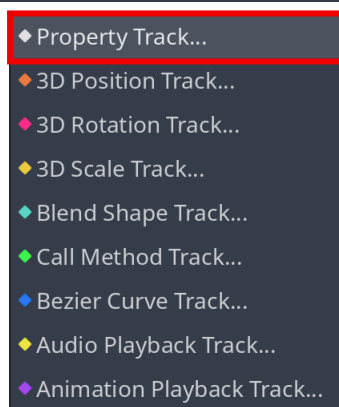 Property Track...
3D Position Track...
3D Rotation Track...
3D Scale Track...
Blend Shape Track...
Call Method Track...
Bezier Curve Track...
Audio Playback Track...
Animation Playback Track...